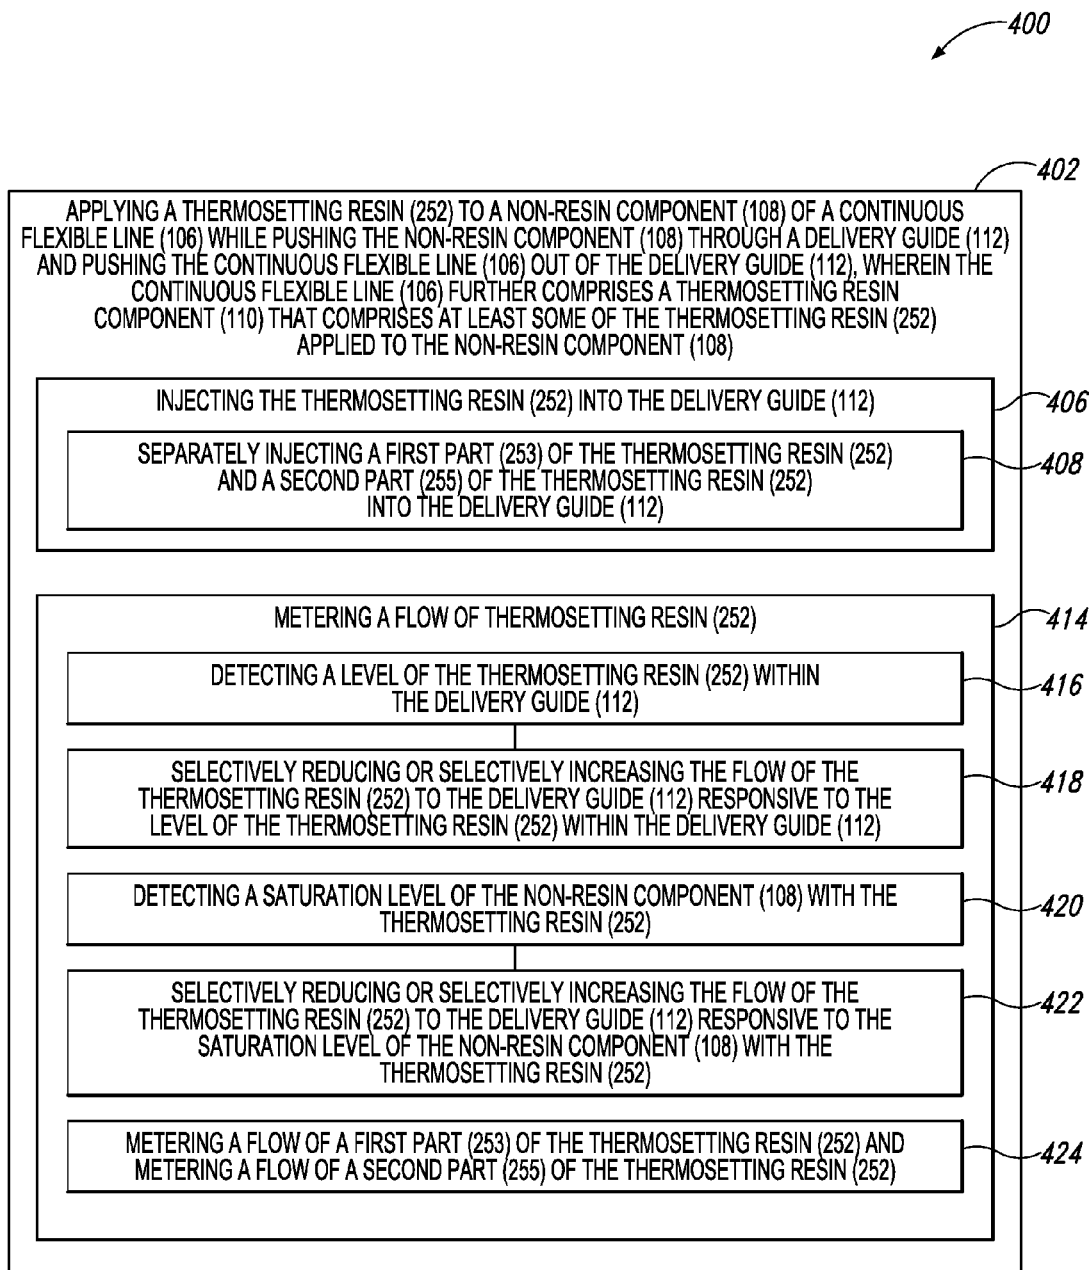 400
402
APPLYING A THERMOSETTING RESIN (252) TO A NON-RESIN COMPONENT (108) OF A CONTINUOUS
FLEXIBLE LINE (106) WHILE PUSHING THE NON-RESIN COMPONENT (108) THROUGH A DELIVERY GUIDE (112)
AND PUSHING THE CONTINUOUS FLEXIBLE LINE (106) OUT OF THE DELIVERY GUIDE (112), WHEREIN THE
CONTINUOUS FLEXIBLE LINE (106) FURTHER COMPRISES A THERMOSETTING RESIN
COMPONENT (110) THAT COMPRISES AT LEAST SOME OF THE THERMOSETTING RESIN (252)
APPLIED TO THE NON-RESIN COMPONENT (108)
INJECTING THE THERMOSETTING RESIN (252) INTO THE DELIVERY GUIDE (112)
406
SEPARATELY INJECTING A FIRST PART (253) OF THE THERMOSETTING RESIN (252)
AND A SECOND PART (255) OF THE THERMOSETTING RESIN (252)
INTO THE DELIVERY GUIDE (112)
408
METERING A FLOW OF THERMOSETTING RESIN (252)
414
DETECTING A LEVEL OF THE THERMOSETTING RESIN (252) WITHIN
THE DELIVERY GUIDE (112)
416
SELECTIVELY REDUCING OR SELECTIVELY INCREASING THE FLOW OF THE
THERMOSETTING RESIN (252) TO THE DELIVERY GUIDE (112) RESPONSIVE TO THE
LEVEL OF THE THERMOSETTING RESIN (252) WITHIN THE DELIVERY GUIDE (112)
418
DETECTING A SATURATION LEVEL OF THE NON-RESIN COMPONENT (108) WITH THE
THERMOSETTING RESIN (252)
420
SELECTIVELY REDUCING OR SELECTIVELY INCREASING THE FLOW OF THE
THERMOSETTING RESIN (252) TO THE DELIVERY GUIDE (112) RESPONSIVE TO THE
SATURATION LEVEL OF THE NON-RESIN COMPONENT (108) WITH THE
THERMOSETTING RESIN (252)
422
METERING A FLOW OF A FIRST PART (253) OF THE THERMOSETTING RESIN (252) AND
METERING A FLOW OF A SECOND PART (255) OF THE THERMOSETTING RESIN (252)
424